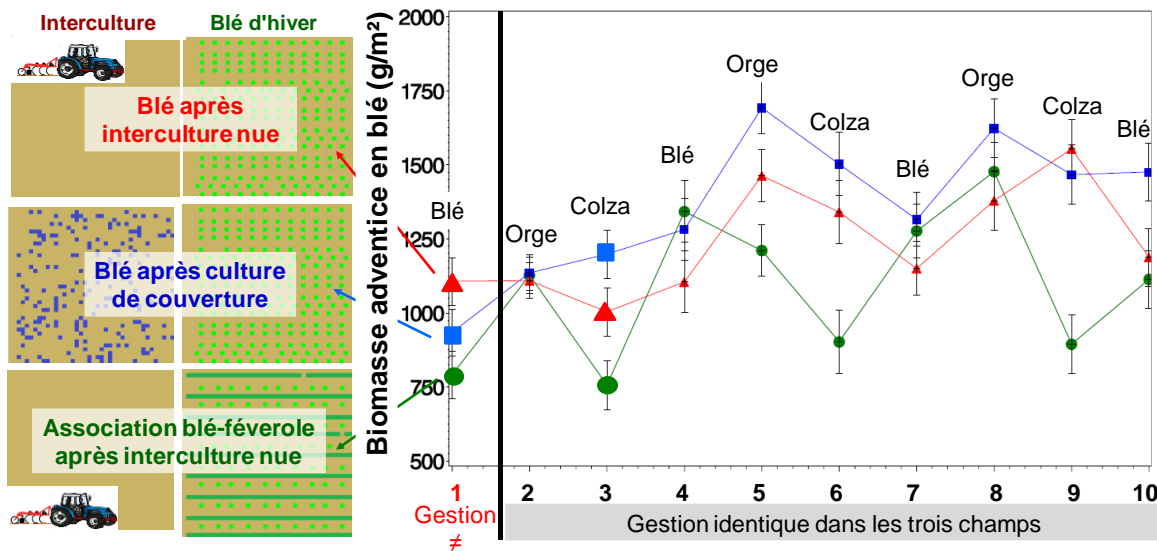 Interculture
Blé d'hiver
Blé après
interculture nue
Blé après culture
de couverture
Association blé-féverole
après interculture nue
Biomasse adventice en blé (g/m²)
2000
1750
1500
1250
1000
750
500
Blé
Orge
Colza
Blé
Orge
Colza
Blé
Orge
Colza
Blé
1 2 3 4 5 6 7 8 9 10
Gestion
≠
Gestion identique dans les trois champs